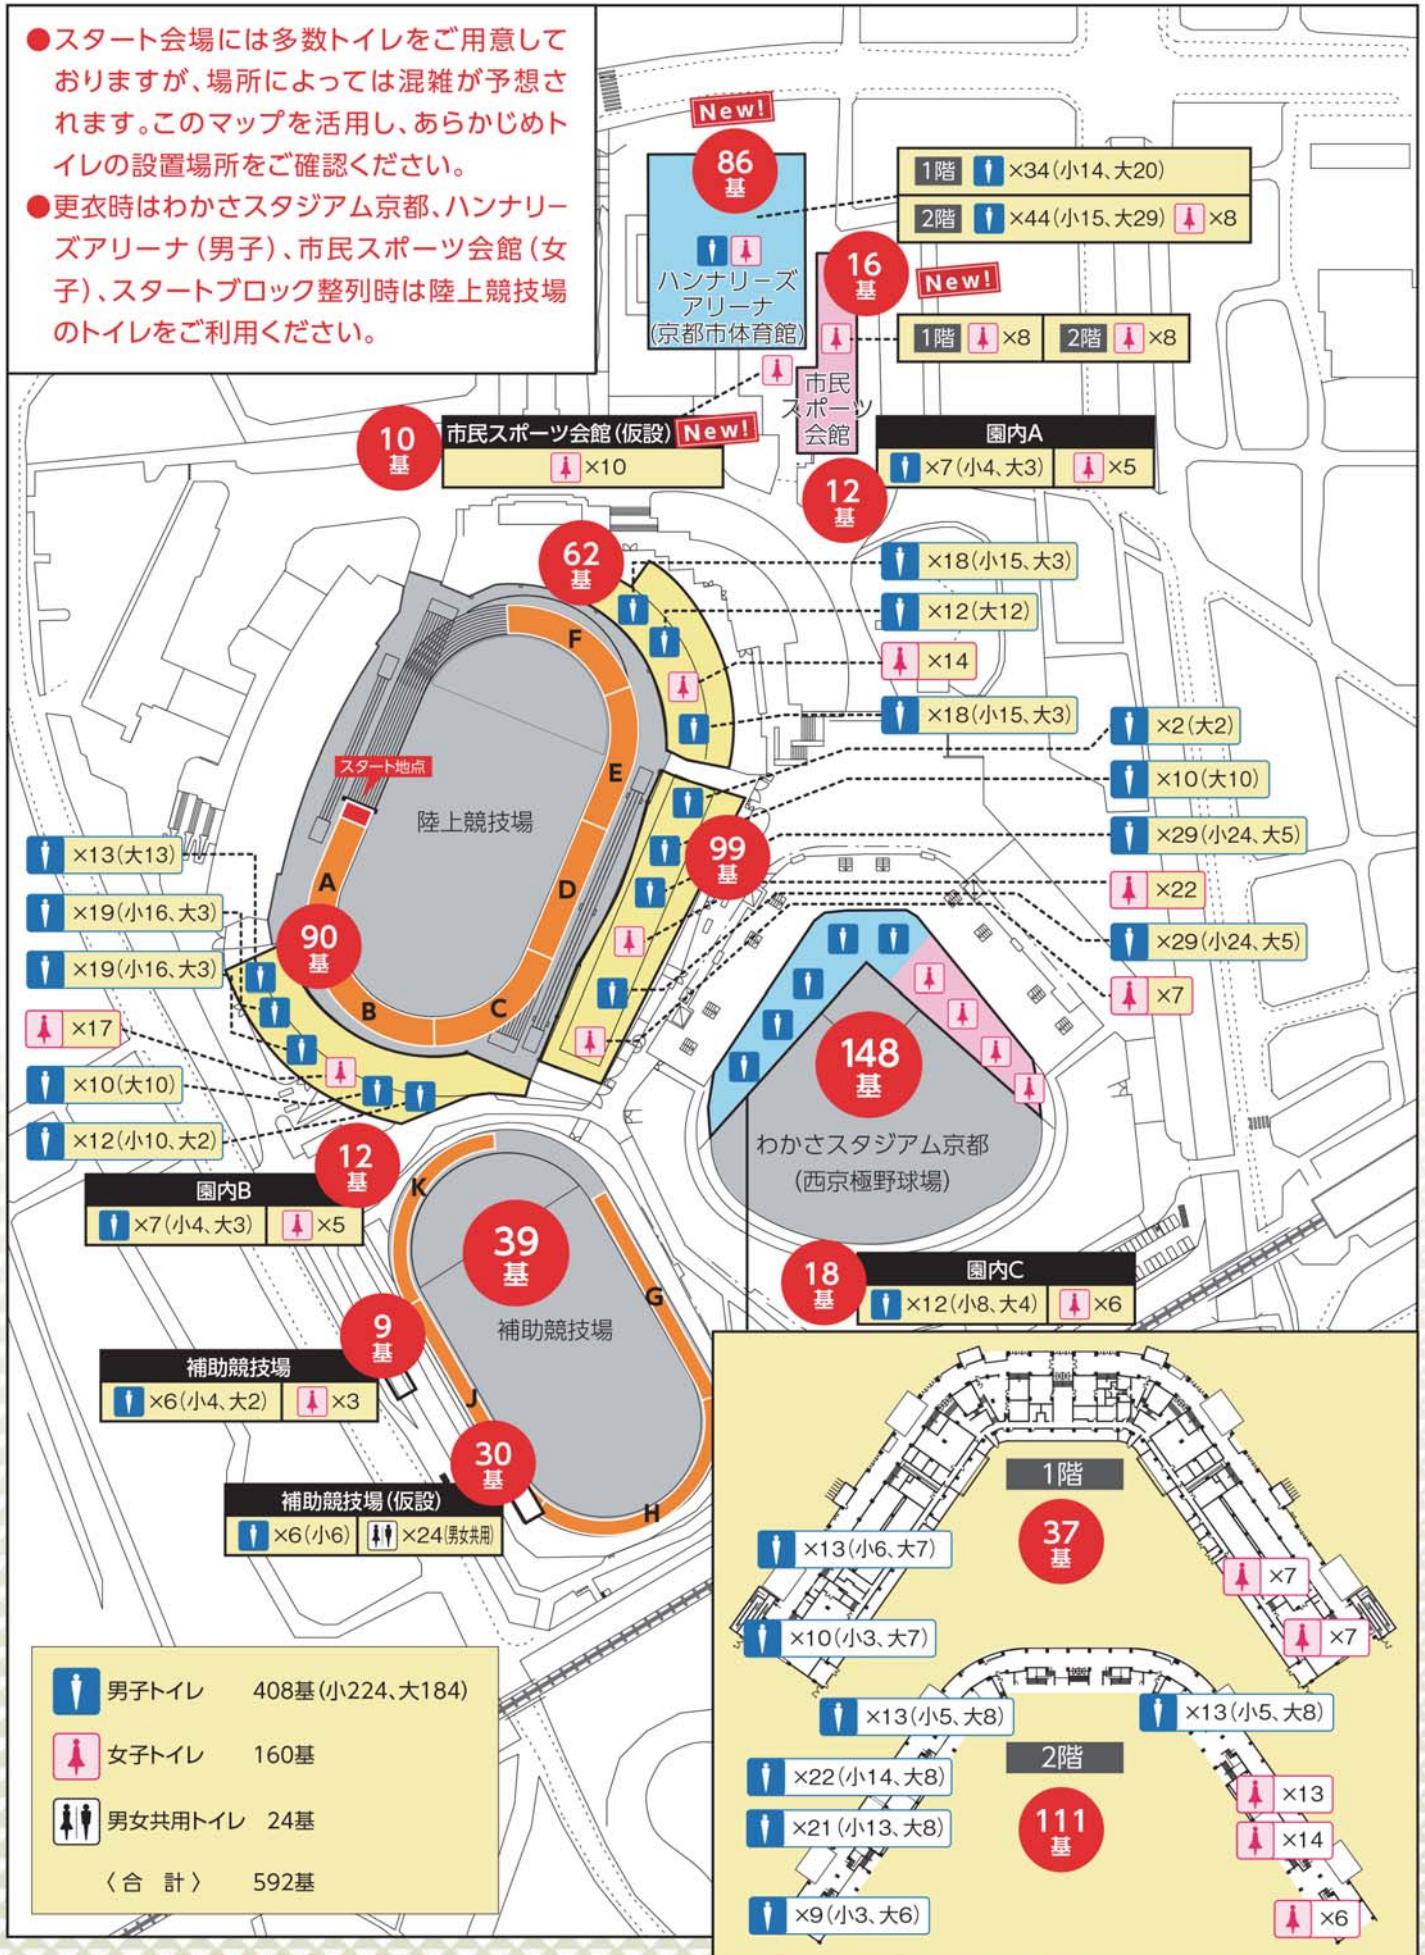 ●スタート会場には多数トイレをご用意して
おりますが、場所によっては混雑が予想さ
れます。このマップを活用し、あらかじめト
イレの設置場所をご確認ください。
●更衣時はわかさスタジアム京都、ハンナリー
ズアリーナ（男子）、市民スポーツ会館（女
子）、スタートブロック整列時は陸上競技場
のトイレをご利用ください。
New!
86
基
1階 ×34（小14、大20）
2階 ×44（小15、大29） ×8
ハンナリーズ
アリーナ
（京都市体育館）
16
基
New!
1階 ×8 2階 ×8
市民
スポーツ
会館
10
基
市民スポーツ会館（仮設） New!
×10
園内A
×7（小4、大3） ×5
12
基
62
基
×18（小15、大3）
×12（大12）
×14
×18（小15、大3）
×2（大2）
×10（大10）
×29（小24、大5）
×22
×29（小24、大5）
×7
99
基
F
E
D
C
B
A
スタート地点
陸上競技場
90
基
×13（大13）
×19（小16、大3）
×19（小16、大3）
×17
×10（大10）
×12（小10、大2）
148
基
わかさスタジアム京都
（西京極野球場）
12
基
園内B
×7（小4、大3） ×5
18
基
園内C
×12（小8、大4） ×6
K
39
基
G
補助競技場
J
H
9
基
補助競技場
×6（小4、大2） ×3
30
基
補助競技場（仮設）
×6（小6） ×24（男女共用）
1階
37
基
×13（小6、大7）
×10（小3、大7）
×7
×7
2階
111
基
×13（小5、大8）
×13（小5、大8）
×22（小14、大8）
×21（小13、大8）
×9（小3、大6）
×13
×14
×6
男子トイレ 408基（小224、大184）
女子トイレ 160基
男女共用トイレ 24基
〈合 計〉 592基